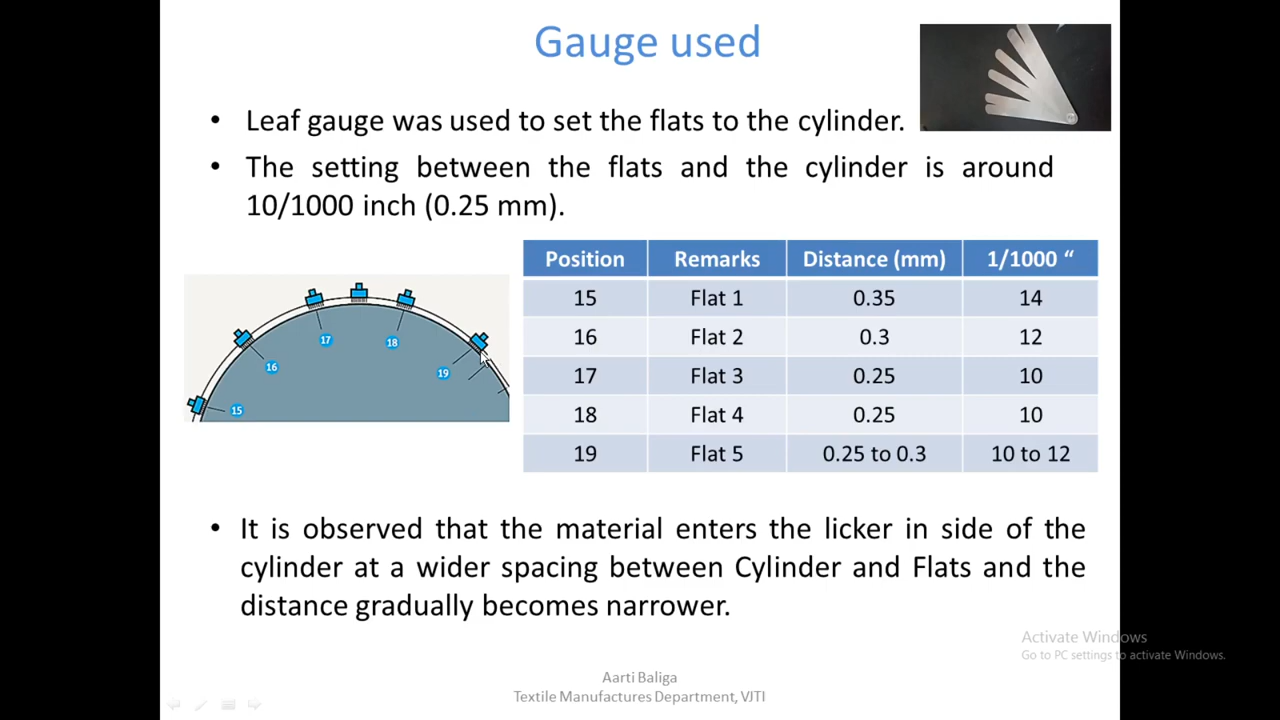 Gauge used
• Leaf gauge was used to set the flats to the cylinder.
• The setting between the flats and the cylinder is around
10/1000 inch (0.25 mm).
Position Remarks Distance (mm) 1/1000 “
15 Flat 1 0.35 14
16 Flat 2 0.3 12
17 Flat 3 0.25 10
18 Flat 4 0.25 10
19 Flat 5 0.25 to 0.3 10 to 12
17
18
16
19
15
• It is observed that the material enters the licker in side of the
cylinder at a wider spacing between Cylinder and Flats and the
distance gradually becomes narrower.
Activate Windows
Go to PC settings to activate Windows.
Aarti Baliga
Textile Manufactures Department, VJTI